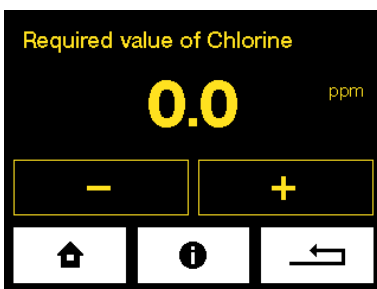 Required value of Chlorine
0.0 ppm
− +